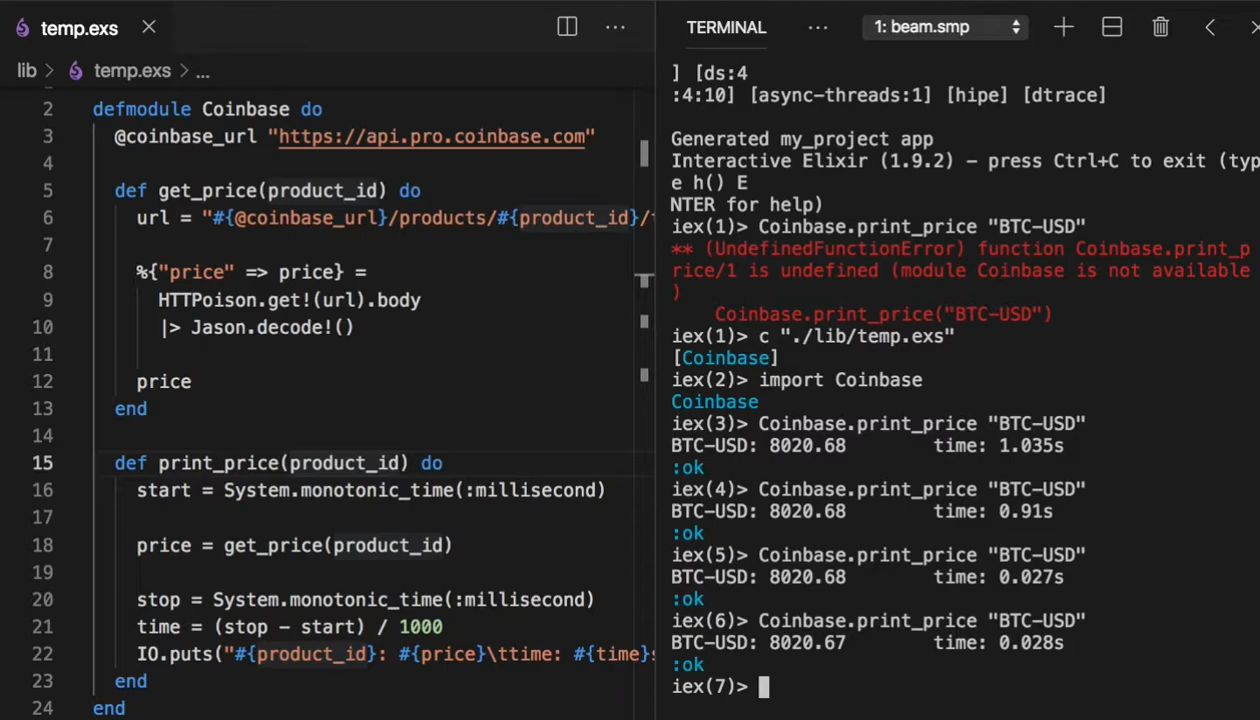 temp.exs
lib > temp.exs > ...
2 defmodule Coinbase do
3 @coinbase_url "https://api.pro.coinbase.com"
4
5 def get_price(product_id) do
6 url = "#{@coinbase_url}/products/#{product_id}/
7
8 %{"price" => price} =
9 HTTPoison.get!(url).body
10 |> Jason.decode!()
11
12 price
13 end
14
15 def print_price(product_id) do
16 start = System.monotonic_time(:millisecond)
17
18 price = get_price(product_id)
19
20 stop = System.monotonic_time(:millisecond)
21 time = (stop - start) / 1000
22 IO.puts("#{product_id}: #{price}\ttime: #{time}s
23 end
24 end
TERMINAL ... 1: beam.smp
] [ds:4
:4:10] [async-threads:1] [hipe] [dtrace]
Generated my_project app
Interactive Elixir (1.9.2) - press Ctrl+C to exit (typ
e h() E
NTER for help)
iex(1)> Coinbase.print_price "BTC-USD"
** (UndefinedFunctionError) function Coinbase.print_p
rice/1 is undefined (module Coinbase is not available
)
Coinbase.print_price("BTC-USD")
iex(1)> c "./lib/temp.exs"
[Coinbase]
iex(2)> import Coinbase
Coinbase
iex(3)> Coinbase.print_price "BTC-USD"
BTC-USD: 8020.68 time: 1.035s
:ok
iex(4)> Coinbase.print_price "BTC-USD"
BTC-USD: 8020.68 time: 0.91s
:ok
iex(5)> Coinbase.print_price "BTC-USD"
BTC-USD: 8020.68 time: 0.027s
:ok
iex(6)> Coinbase.print_price "BTC-USD"
BTC-USD: 8020.67 time: 0.028s
:ok
iex(7)>